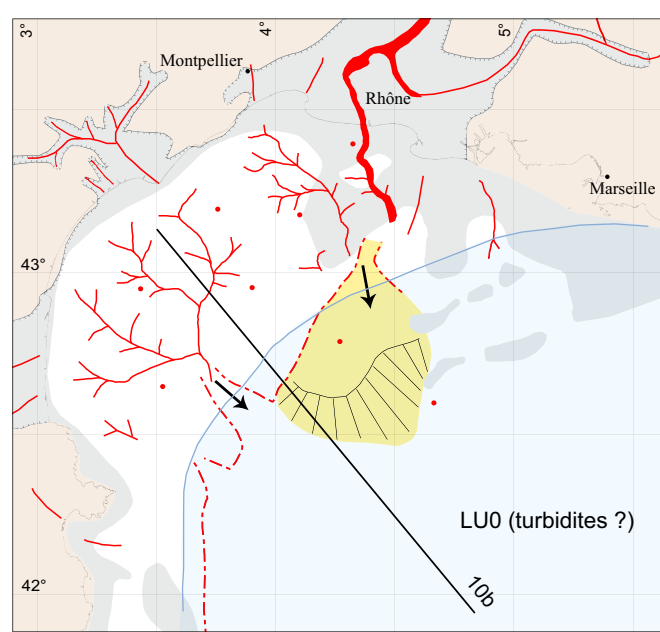 3°
4°
5°
Montpellier
Rhône
Marseille
43°
LU0 (turbidites ?)
10b
42°